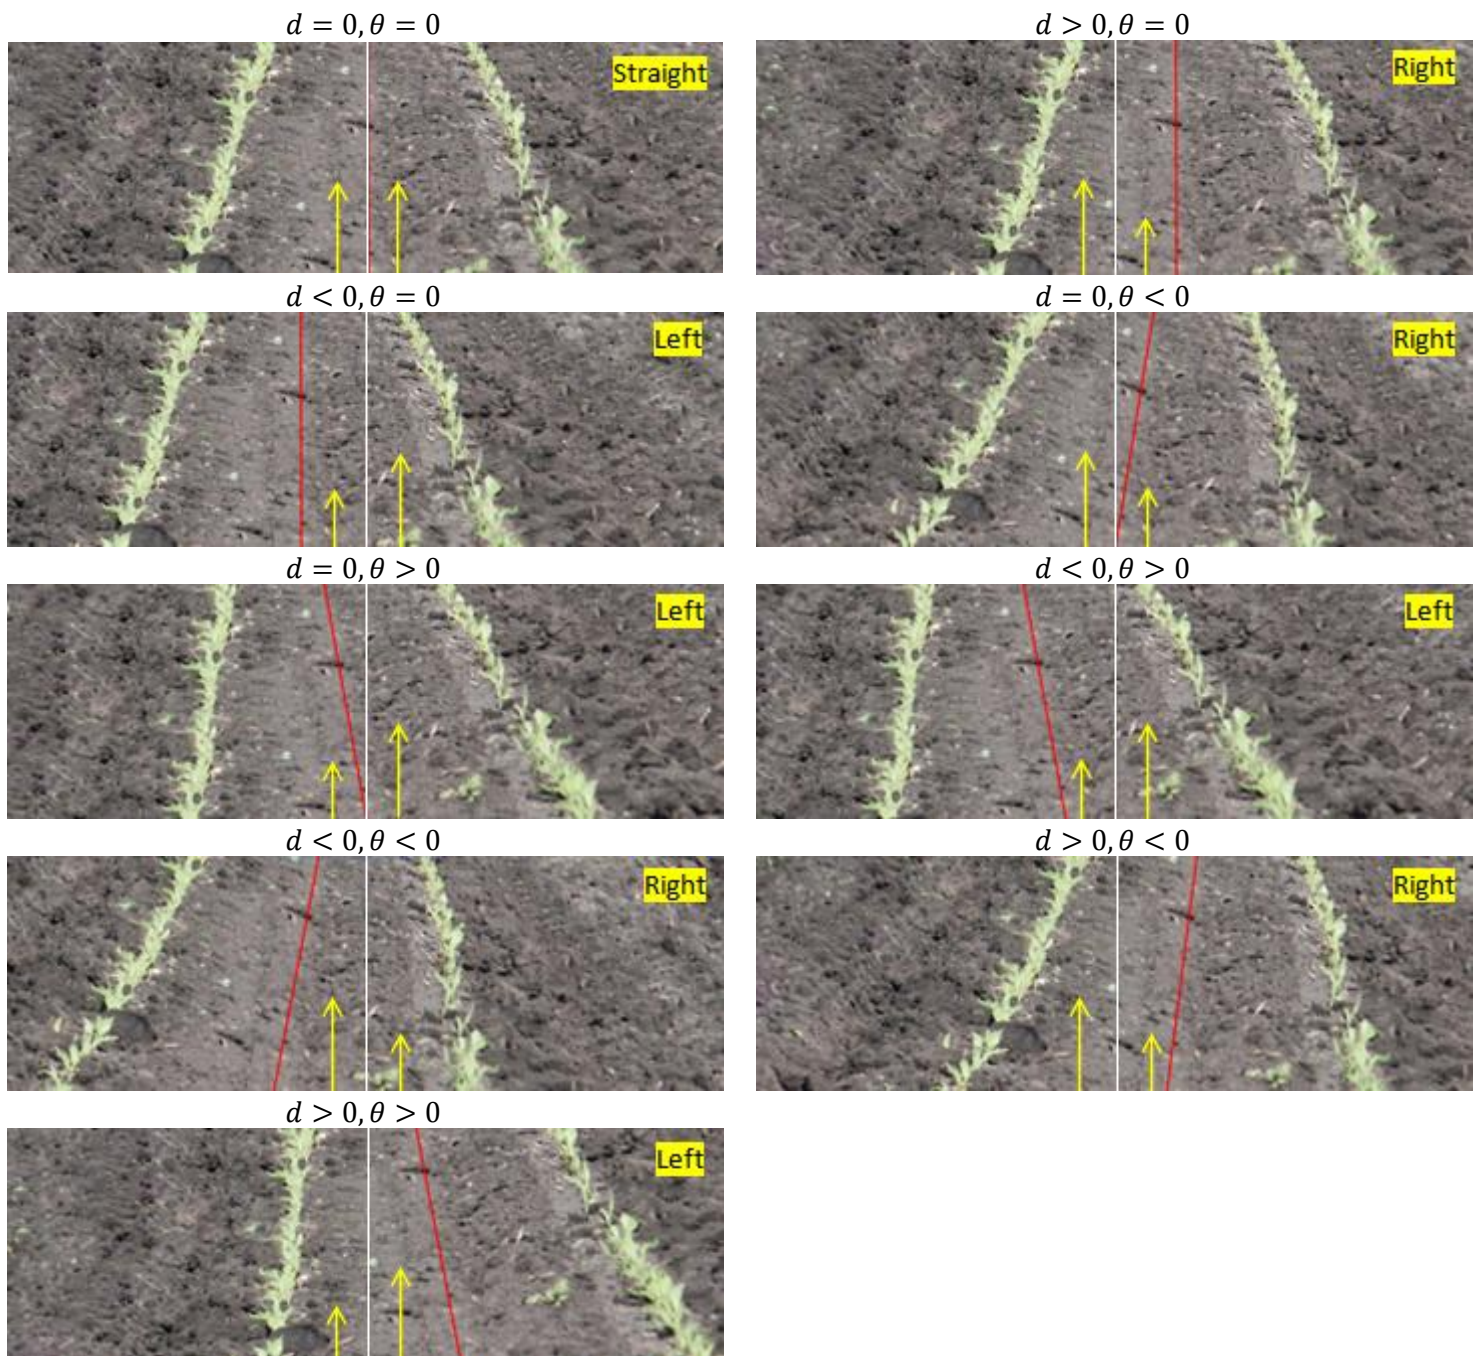 d = 0, θ = 0
Straight
d > 0, θ = 0
Right
d < 0, θ = 0
Left
d = 0, θ < 0
Right
d = 0, θ > 0
Left
d < 0, θ > 0
Left
d < 0, θ < 0
Right
d > 0, θ < 0
Right
d > 0, θ > 0
Left